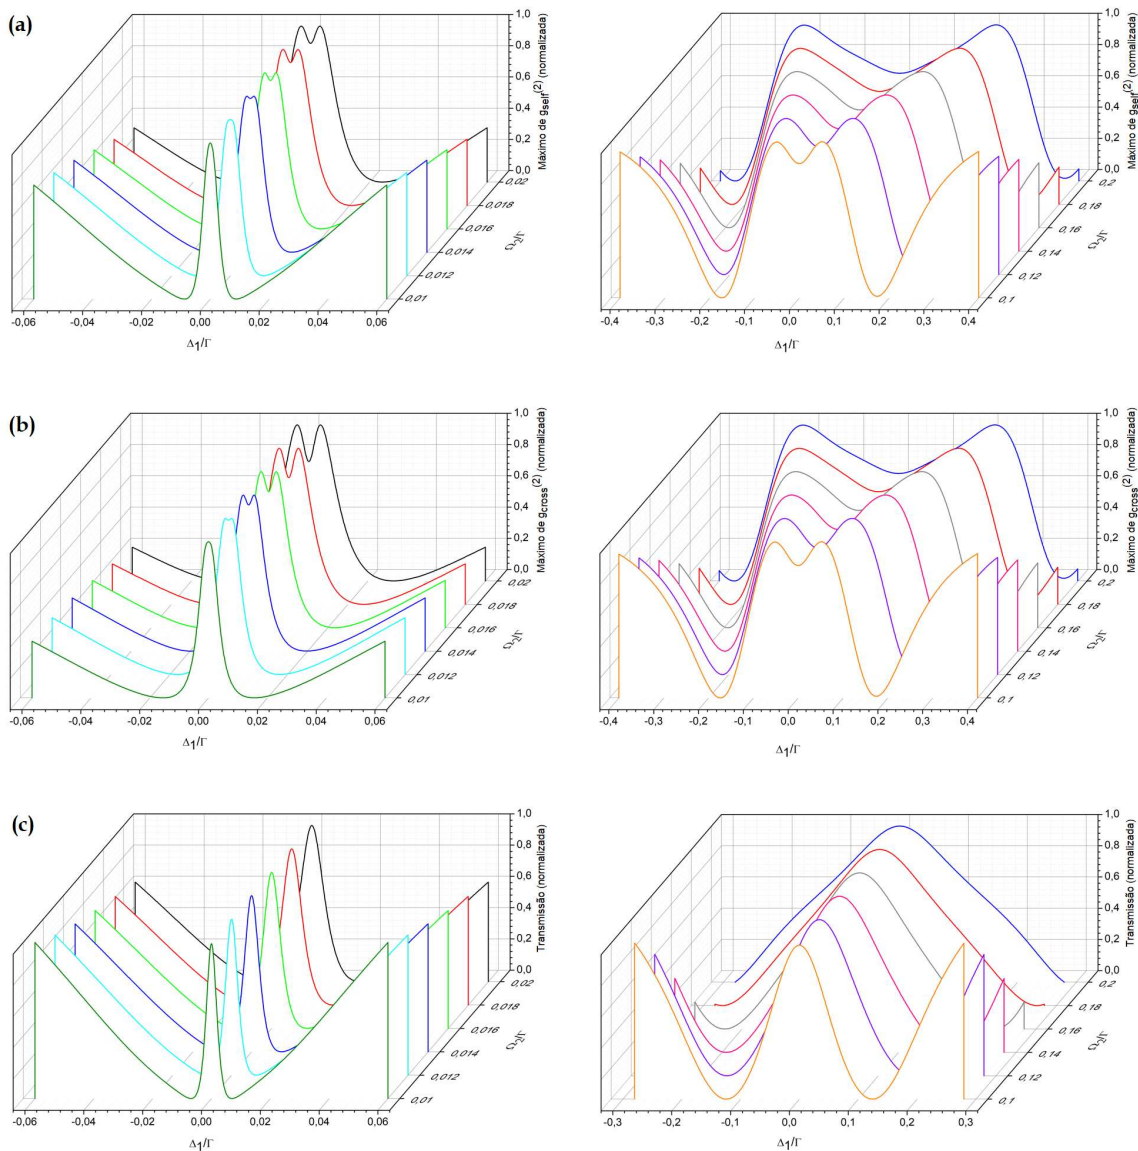 (a)
1,0
0,8
0,6
0,4
0,2
0,0
Máximo de gself(2) (normalizada)
0,02
0,018
0,016
0,014
0,012
0,01
Ω2/Γ
-0,06 -0,04 -0,02 0,00 0,02 0,04 0,06
Δ1/Γ
1,0
0,8
0,6
0,4
0,2
0,0
Máximo de gself(2) (normalizada)
0,2
0,18
0,16
0,14
0,12
0,1
Ω2/Γ
-0,4 -0,3 -0,2 -0,1 0,0 0,1 0,2 0,3 0,4
Δ1/Γ
(b)
1,0
0,8
0,6
0,4
0,2
0,0
Máximo de gcross(2) (normalizada)
0,02
0,018
0,016
0,014
0,012
0,01
Ω2/Γ
-0,06 -0,04 -0,02 0,00 0,02 0,04 0,06
Δ1/Γ
1,0
0,8
0,6
0,4
0,2
0,0
Máximo de gcross(2) (normalizada)
0,2
0,18
0,16
0,14
0,12
0,1
Ω2/Γ
-0,4 -0,3 -0,2 -0,1 0,0 0,1 0,2 0,3 0,4
Δ1/Γ
(c)
1,0
0,8
0,6
0,4
0,2
0,0
Transmissão (normalizada)
0,02
0,018
0,016
0,014
0,012
0,01
Ω2/Γ
-0,06 -0,04 -0,02 0,00 0,02 0,04 0,06
Δ1/Γ
1,0
0,8
0,6
0,4
0,2
0,0
Transmissão (normalizada
0,2
0,18
0,16
0,14
0,12
0,1
Ω2/Γ
-0,3 -0,2 -0,1 0,0 0,1 0,2 0,3
Δ1/Γ